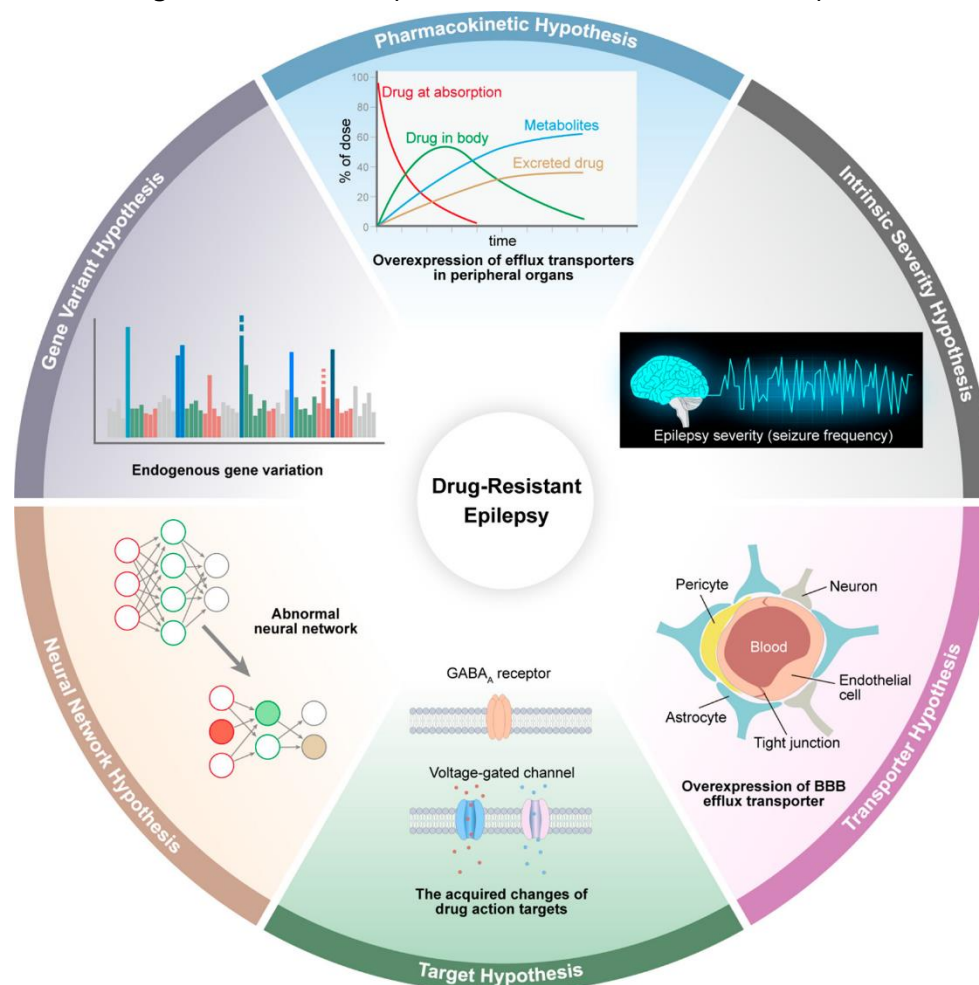 Pharmacokinetic Hypothesis
100
80
60
40
20
0
% of dose
Drug at absorption
Metabolites
Drug in body
Excreted drug
time
Overexpression of efflux transporters
in peripheral organs
Intrinsic Severity Hypothesis
Epilepsy severity (seizure frequency)
Gene Variant Hypothesis
Endogenous gene variation
Drug-Resistant
Epilepsy
Neural Network Hypothesis
Abnormal
neural network
Target Hypothesis
GABAA receptor
Voltage-gated channel
The acquired changes of
drug action targets
Transporter Hypothesis
Pericyte
Neuron
Blood
Endothelial
cell
Astrocyte
Tight junction
Overexpression of BBB
efflux transporter